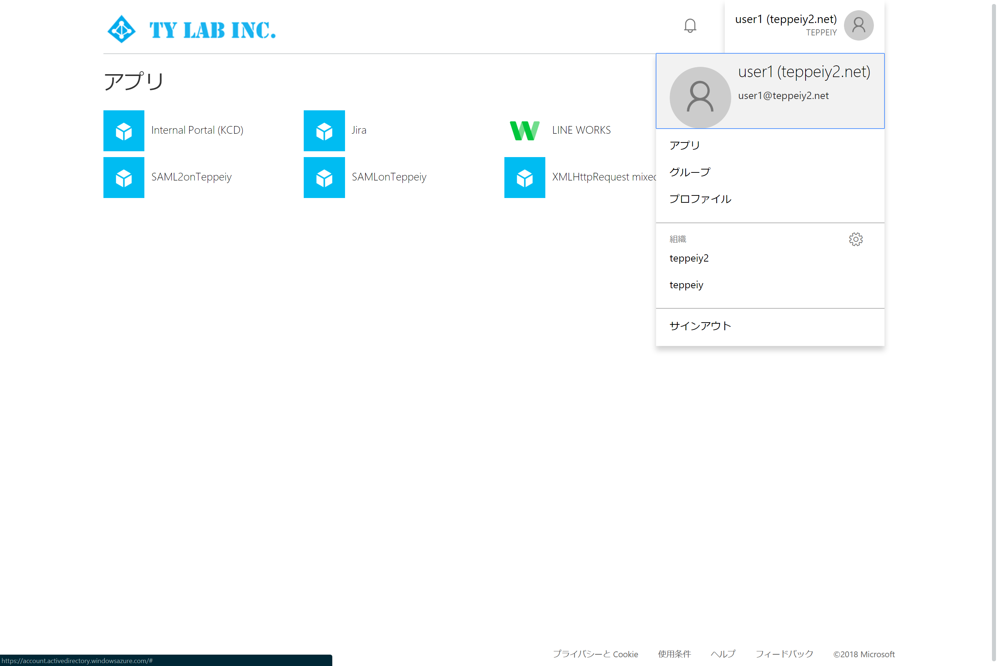 TY LAB INC.
user1 (teppeiy2.net)
TEPPEIY
user1 (teppeiy2.net)
user1@teppeiy2.net
アプリ
Internal Portal (KCD)
Jira
LINE WORKS
SAML2onTeppeiy
SAMLonTeppeiy
XMLHttpRequest mixed
アプリ
グループ
プロファイル
組織
teppeiy2
teppeiy
サインアウト
プライバシーと Cookie
使用条件
ヘルプ
フィードバック
©2018 Microsoft
https://account.activedirectory.windowsazure.com/#